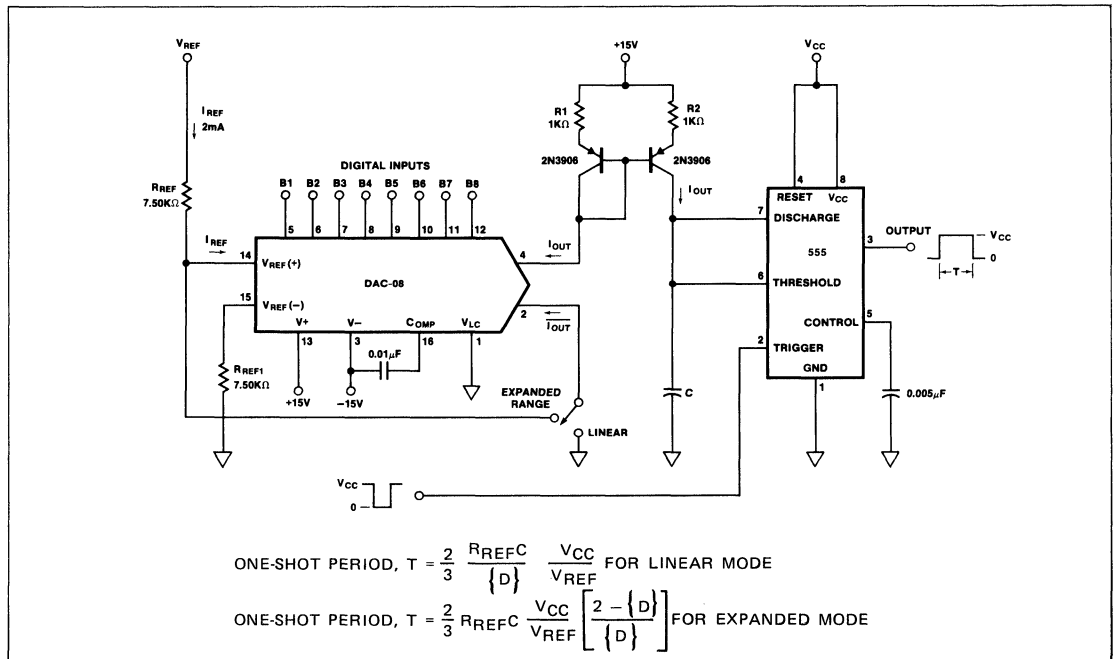 VREF
+15V
VCC
IREF
2mA
R1
1KΩ
R2
1KΩ
2N3906
2N3906
DIGITAL INPUTS
B1 B2 B3 B4 B5 B6 B7 B8
5 6 7 8 9 10 11 12
RREF
7.50KΩ
IREF
14
VREF(+)
DAC-08
15
VREF(−)
V+
13
V−
3
COMP
16
VLC
1
0.01μF
IOUT
4
2
IOUT
RREF1
7.50KΩ
+15V
−15V
EXPANDED
RANGE
LINEAR
IOUT
C
4
RESET
8
VCC
7
DISCHARGE
555
3
OUTPUT
VCC
0
T
6
THRESHOLD
5
CONTROL
2
TRIGGER
GND
1
0.005μF
VCC
0
ONE-SHOT PERIOD, T = 2/3 RREFC/{D} VCC/VREF FOR LINEAR MODE
ONE-SHOT PERIOD, T = 2/3 RREFC VCC/VREF [2 − {D}/{D}] FOR EXPANDED MODE